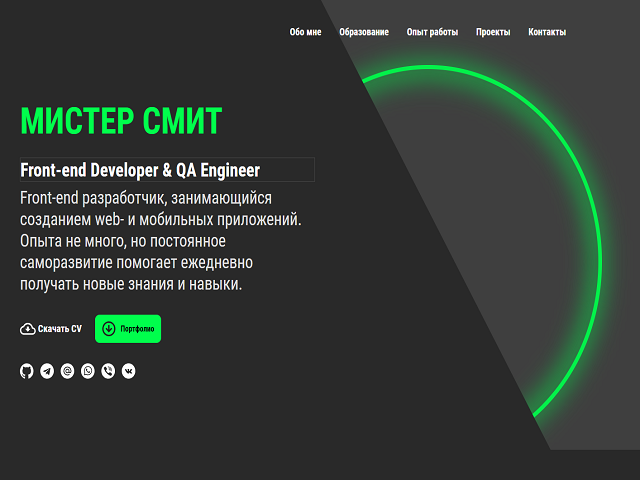 Обо мне Образование Опыт работы Проекты Контакты
МИСТЕР СМИТ
Front-end Developer & QA Engineer
Front-end разработчик, занимающийся
созданием web- и мобильных приложений.
Опыта не много, но постоянное
саморазвитие помогает ежедневно
получать новые знания и навыки.
Скачать CV Портфолио